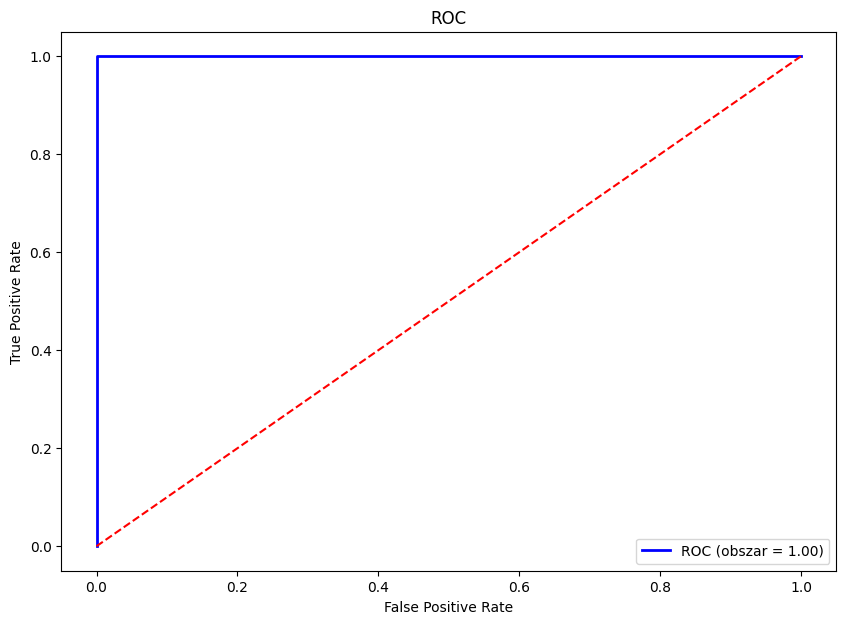 ROC
1.0
0.8
0.6
0.4
0.2
0.0
True Positive Rate
0.0 0.2 0.4 0.6 0.8 1.0
False Positive Rate
ROC (obszar = 1.00)